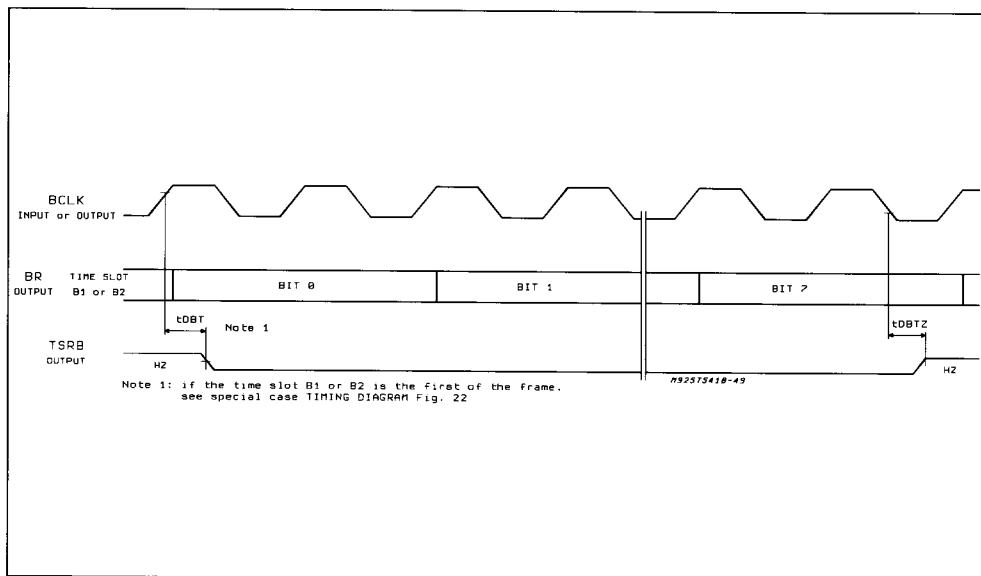 BCLK
INPUT or OUTPUT
BR TIME SLOT
OUTPUT B1 or B2
BIT 0 BIT 1 BIT 7
tDBT Note 1 tDBTZ
TSRB
OUTPUT
HZ HZ
Note 1: if the time slot B1 or B2 is the first of the frame.
see special case TIMING DIAGRAM Fig. 22
M92ST5418-49